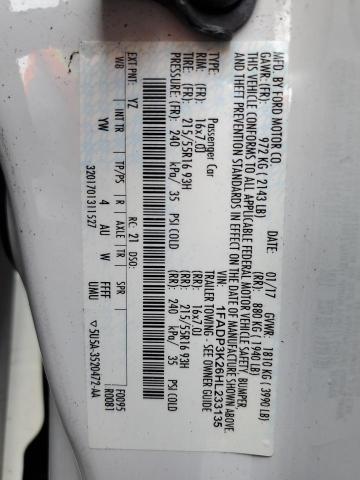 MFD. BY FORD MOTOR CO.
DATE: 01/17 GVWR: 1810 KG ( 3990 LB)
GAWR: (FR): 972 KG ( 2143 LB) (RR): 880 KG ( 1940 LB)
THIS VEHICLE CONFORMS TO ALL APPLICABLE FEDERAL MOTOR VEHICLE SAFETY, BUMPER
AND THEFT PREVENTION STANDARDS IN EFFECT ON THE DATE OF MANUFACTURE SHOWN ABOVE.
VIN: 1FADP3K26HL233135
TYPE: Passenger Car TRAILER TOWING - SEE OWNER GUIDE
RIM: (FR): 16x7.0J (RR): 16x7.0J
TIRE: (FR): 215/55R16 93H (RR): 215/55R16 93H
PRESSURE: (FR): 240 kPa/ 35 PSI COLD (RR): 240 kPa/ 35 PSI COLD
EXT PNT: YZ RC: 21 DSO: F0095
WB INT TR TP/PS R AXLE TR SPR R0081
YW 4 AU W FFFF UMU
3201701311527 ▽ 5U5A-3520472-AA